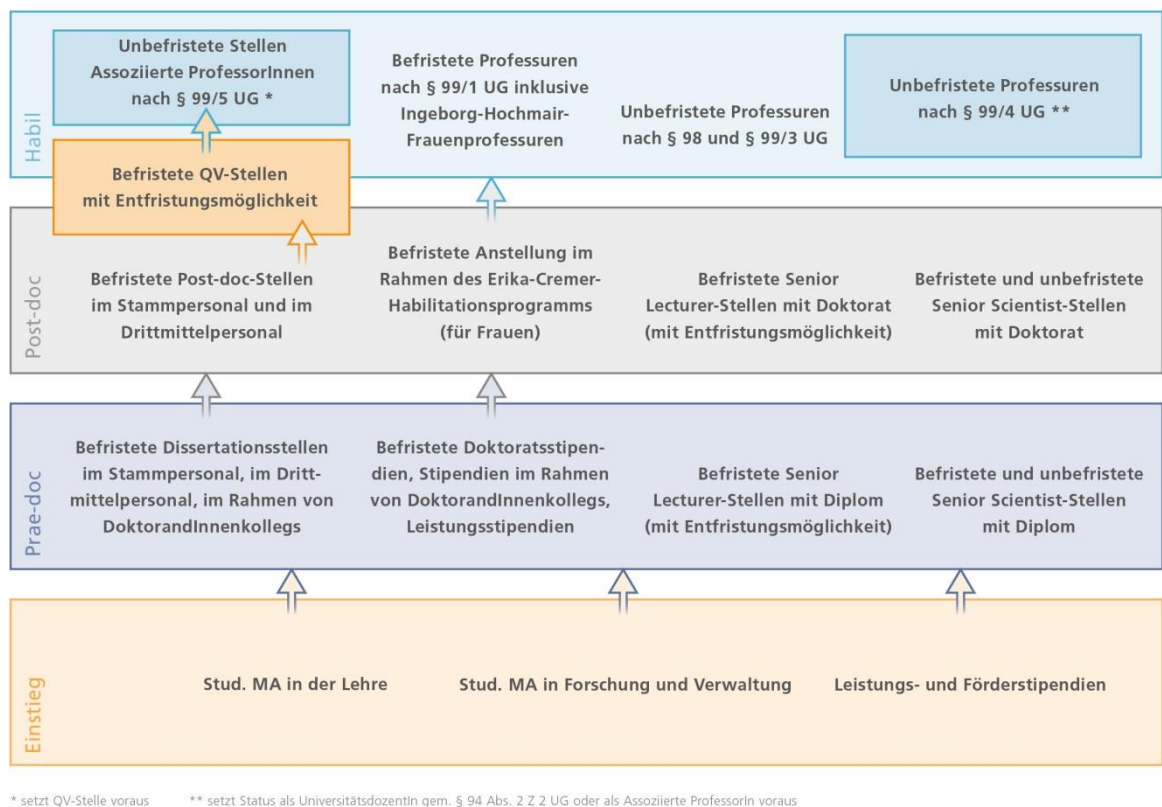 Habil
Unbefristete Stellen
Assoziierte ProfessorInnen
nach § 99/5 UG *
Befristete QV-Stellen
mit Entfristungsmöglichkeit
Befristete Professuren
nach § 99/1 UG inklusive
Ingeborg-Hochmair-
Frauenprofessuren
Unbefristete Professuren
nach § 98 und § 99/3 UG
Unbefristete Professuren
nach § 99/4 UG **
Post-doc
Befristete Post-doc-Stellen
im Stammpersonal und im
Drittmittelpersonal
Befristete Anstellung im
Rahmen des Erika-Cremer-
Habilitationsprogramms
(für Frauen)
Befristete Senior
Lecturer-Stellen mit Doktorat
(mit Entfristungsmöglichkeit)
Befristete und unbefristete
Senior Scientist-Stellen
mit Doktorat
Prae-doc
Befristete Dissertationsstellen
im Stammpersonal, im Dritt-
mittelpersonal, im Rahmen von
DoktorandInnenkollegs
Befristete Doktoratsstipen-
dien, Stipendien im Rahmen
von DoktorandInnenkollegs,
Leistungsstipendien
Befristete Senior
Lecturer-Stellen mit Diplom
(mit Entfristungsmöglichkeit)
Befristete und unbefristete
Senior Scientist-Stellen
mit Diplom
Einstieg
Stud. MA in der Lehre
Stud. MA in Forschung und Verwaltung
Leistungs- und Förderstipendien
* setzt QV-Stelle voraus
** setzt Status als UniversitätsdozentIn gem. § 94 Abs. 2 Z 2 UG oder als Assoziierte ProfessorIn voraus